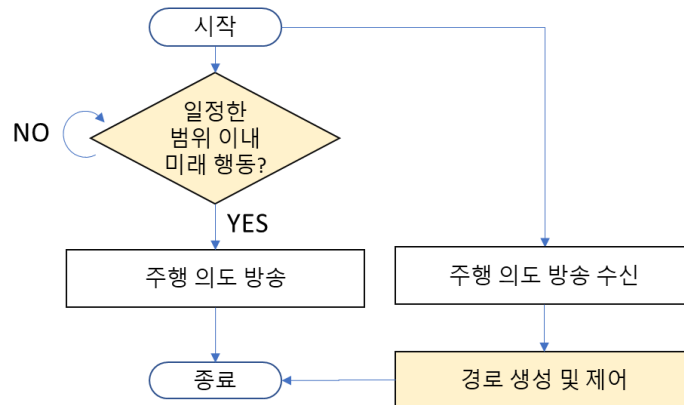 시작
일정한
범위 이내
미래 행동?
NO
YES
주행 의도 방송
주행 의도 방송 수신
종료
경로 생성 및 제어